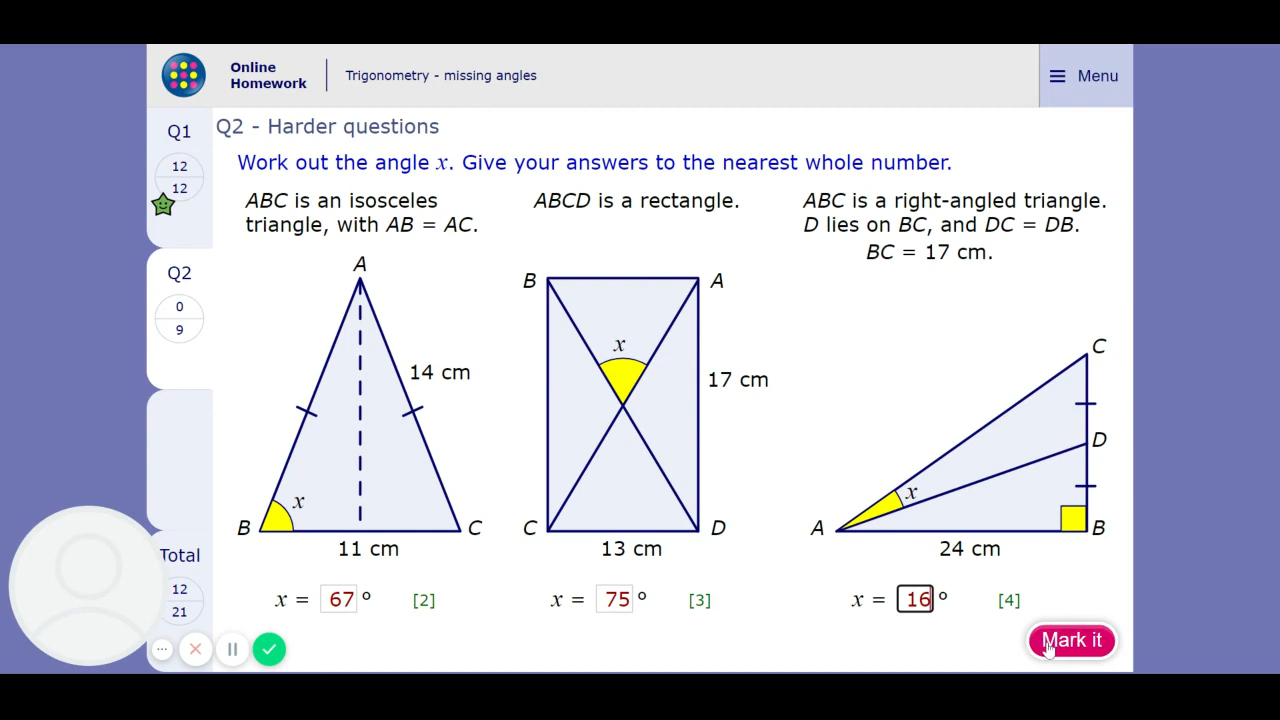 Online
Homework
Trigonometry - missing angles
Menu
Q1
12
12
Q2
0
9
Total
12
21
Q2 - Harder questions
Work out the angle x. Give your answers to the nearest whole number.
ABC is an isosceles
triangle, with AB = AC.
A
14 cm
x
B
C
11 cm
x = 67 °
[2]
ABCD is a rectangle.
B
A
x
17 cm
C
D
13 cm
x = 75 °
[3]
ABC is a right-angled triangle.
D lies on BC, and DC = DB.
BC = 17 cm.
C
D
x
A
B
24 cm
x = 16 °
[4]
Mark it